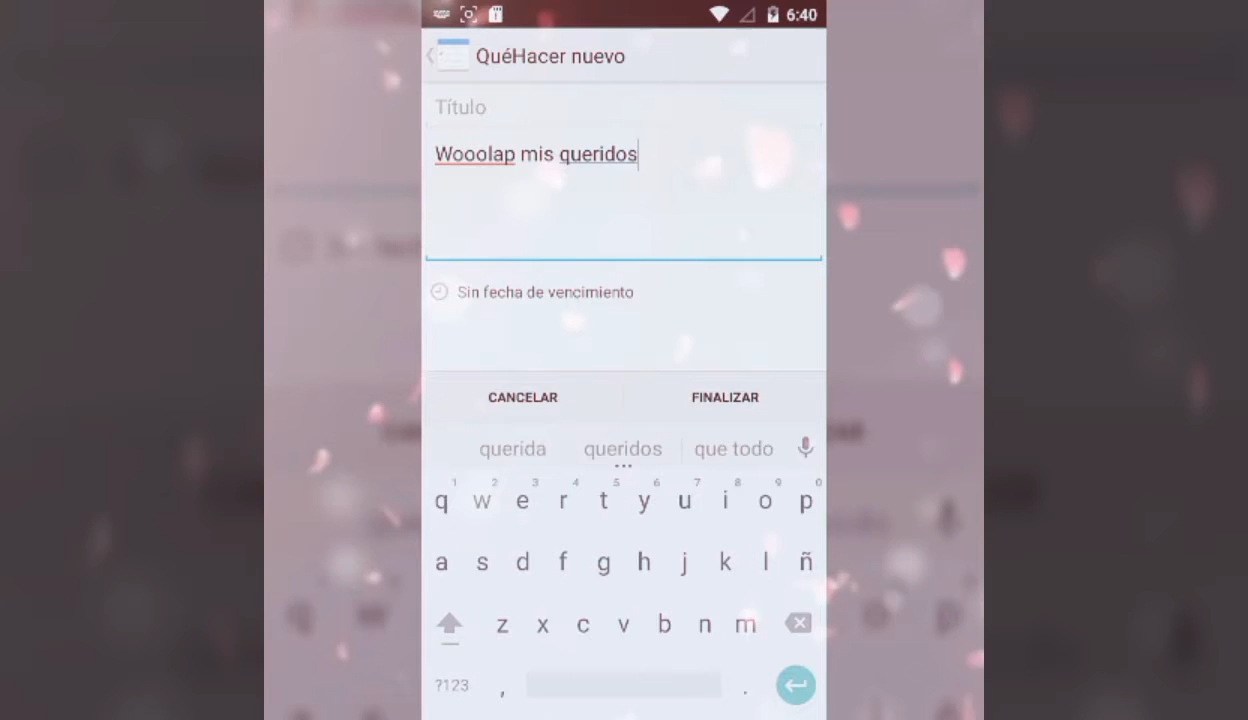 6:40
QuéHacer nuevo
Título
Wooolap mis queridos
Sin fecha de vencimiento
CANCELAR FINALIZAR
querida queridos que todo
1 2 3 4 5 6 7 8 9 0
q w e r t y u i o p
a s d f g h j k l ñ
z x c v b n m
?123 , .